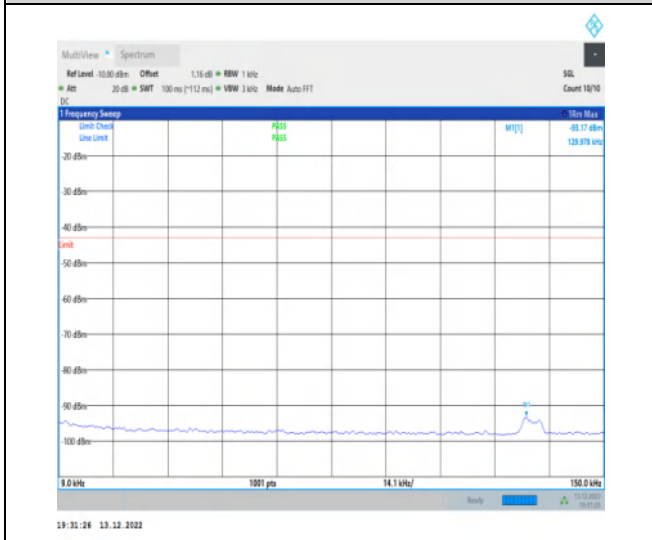 MultiView Spectrum
Ref Level -10.00 dBm Offset 1.16 dB RBW 1 kHz SGL
Att 20 dB SWT 100 ms (~112 ms) VBW 3 kHz Mode Auto FFT Count 10/10
DC
1 Frequency Sweep 1Rm Max
Limit Check PASS M1[1] -93.17 dBm
Line Limit PASS 129.978 kHz
-20 dBm
-30 dBm
-40 dBm
Limit
-50 dBm
-60 dBm
-70 dBm
-80 dBm
-90 dBm
M1
-100 dBm
9.0 kHz 1001 pts 14.1 kHz/ 150.0 kHz
Ready 13.12.2022
19:31:26 13.12.2022